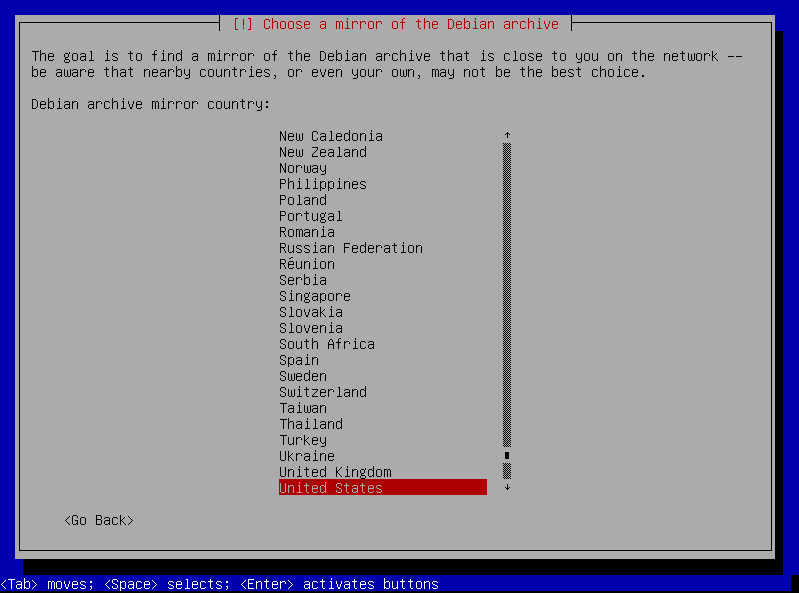 [!] Choose a mirror of the Debian archive
The goal is to find a mirror of the Debian archive that is close to you on the network --
be aware that nearby countries, or even your own, may not be the best choice.
Debian archive mirror country:
New Caledonia
New Zealand
Norway
Philippines
Poland
Portugal
Romania
Russian Federation
Réunion
Serbia
Singapore
Slovakia
Slovenia
South Africa
Spain
Sweden
Switzerland
Taiwan
Thailand
Turkey
Ukraine
United Kingdom
United States
<Go Back>
<Tab> moves; <Space> selects; <Enter> activates buttons